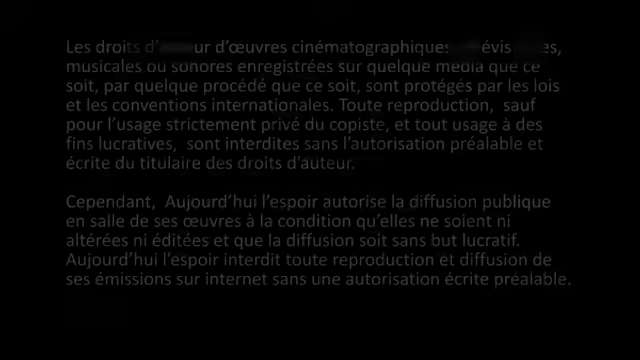 Les droits d’ d’œuvres cinématographiques,
musicales ou sonores enregistrées sur quelque média que ce
soit, par quelque procédé que ce soit, sont protégés par les lois
et les conventions internationales. Toute reproduction, sauf
pour l’usage strictement privé du copiste, et tout usage à des
fins lucratives, sont interdites sans l’autorisation préalable et
écrite du titulaire des droits d’auteur.
Cependant, Aujourd’hui l’espoir autorise la diffusion publique
en salle de ses œuvres à la condition qu’elles ne soient ni
altérées ni éditées et que la diffusion soit sans but lucratif.
Aujourd’hui l’espoir interdit toute reproduction et diffusion de
ses émissions sur internet sans une autorisation écrite préalable.